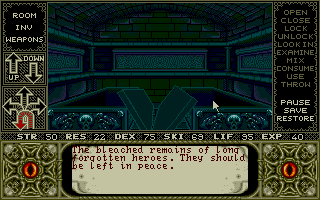 ROOM
INV
WEAPONS
UP
DOWN
OPEN
CLOSE
LOCK
UNLOCK
LOOK IN
EXAMINE
MIX
CONSUME
USE
THROW
PAUSE
SAVE
RESTORE
STR 50 RES 22 DEX 75 SKI 69 LIF 95 EXP 40
The bleached remains of long
forgotten heroes. They should
be left in peace.